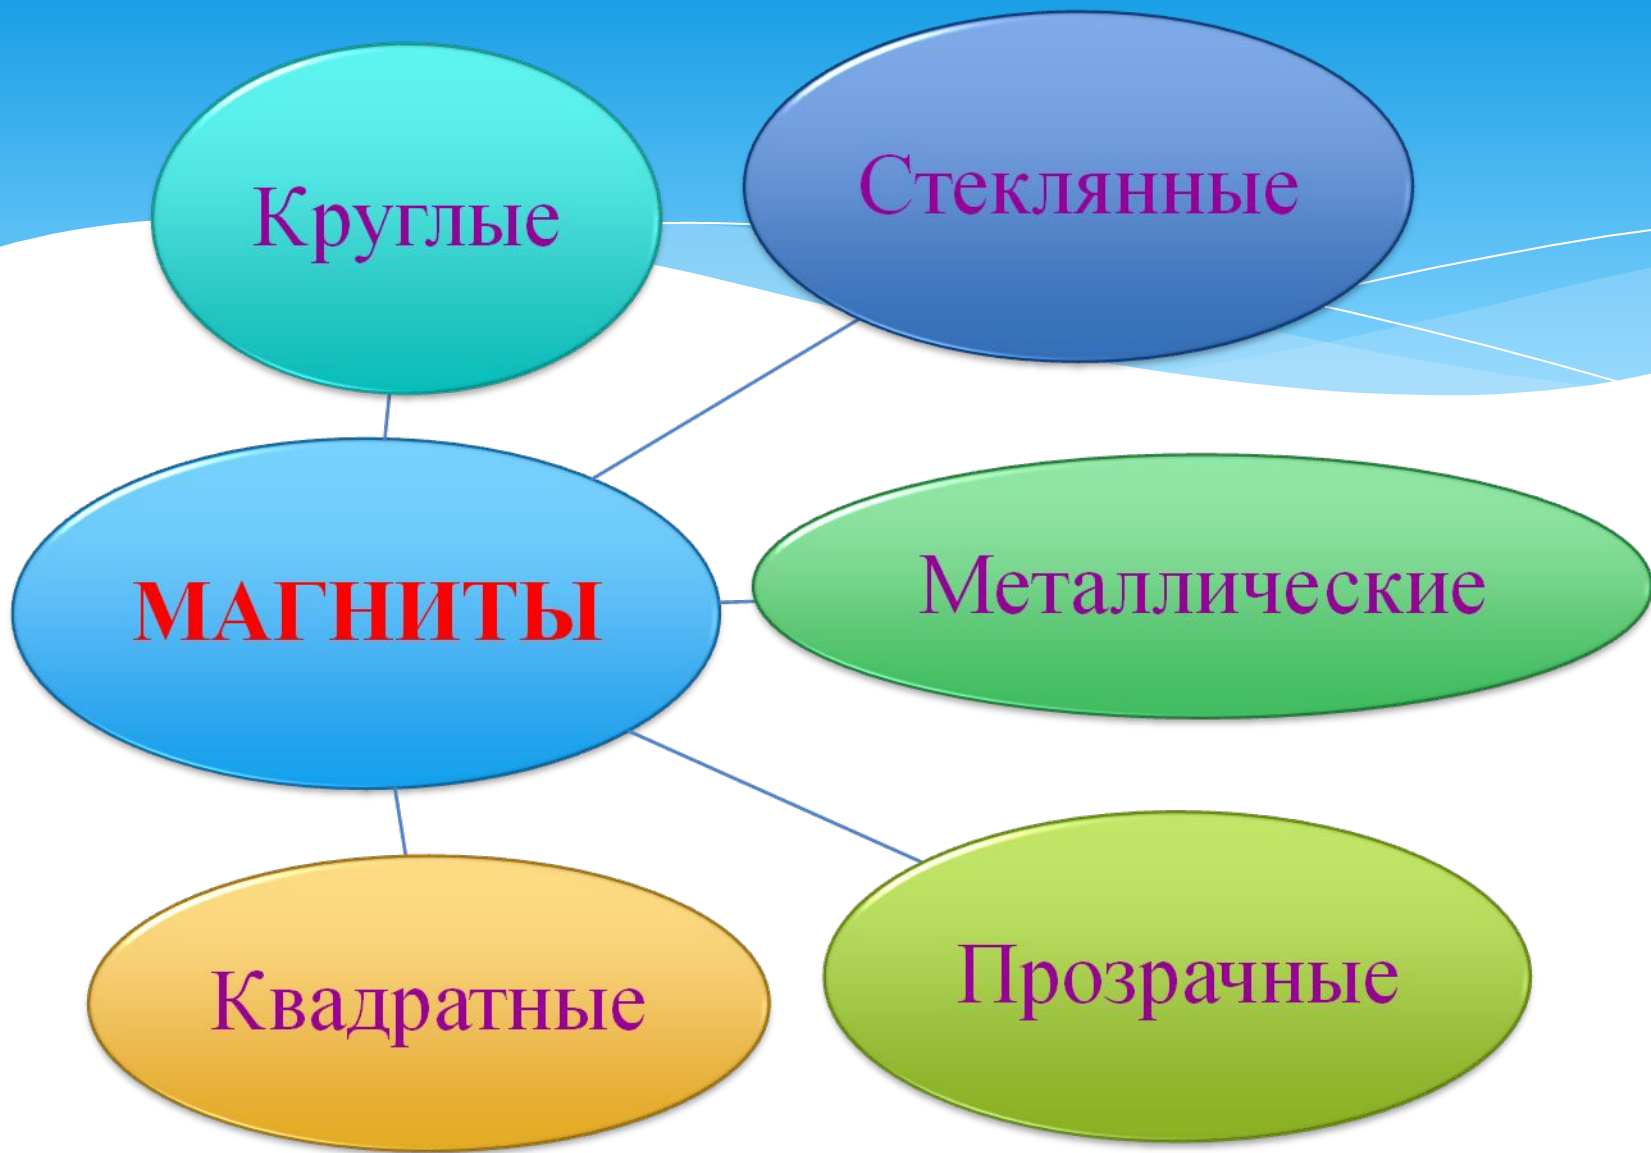 Круглые
Стеклянные
МАГНИТЫ
Металлические
Квадратные
Прозрачные